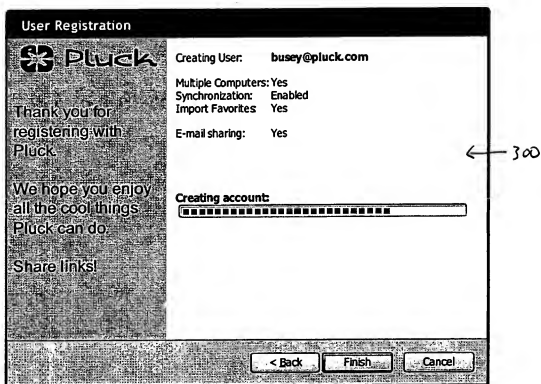 User Registration
Pluck
Thank you for
registering with
Pluck.
We hope you enjoy
all the cool things
Pluck can do.
Share links!
Creating User: busey@pluck.com
Multiple Computers: Yes
Synchronization: Enabled
Import Favorites: Yes
E-mail sharing: Yes
300
Creating account:
< Back Finish Cancel